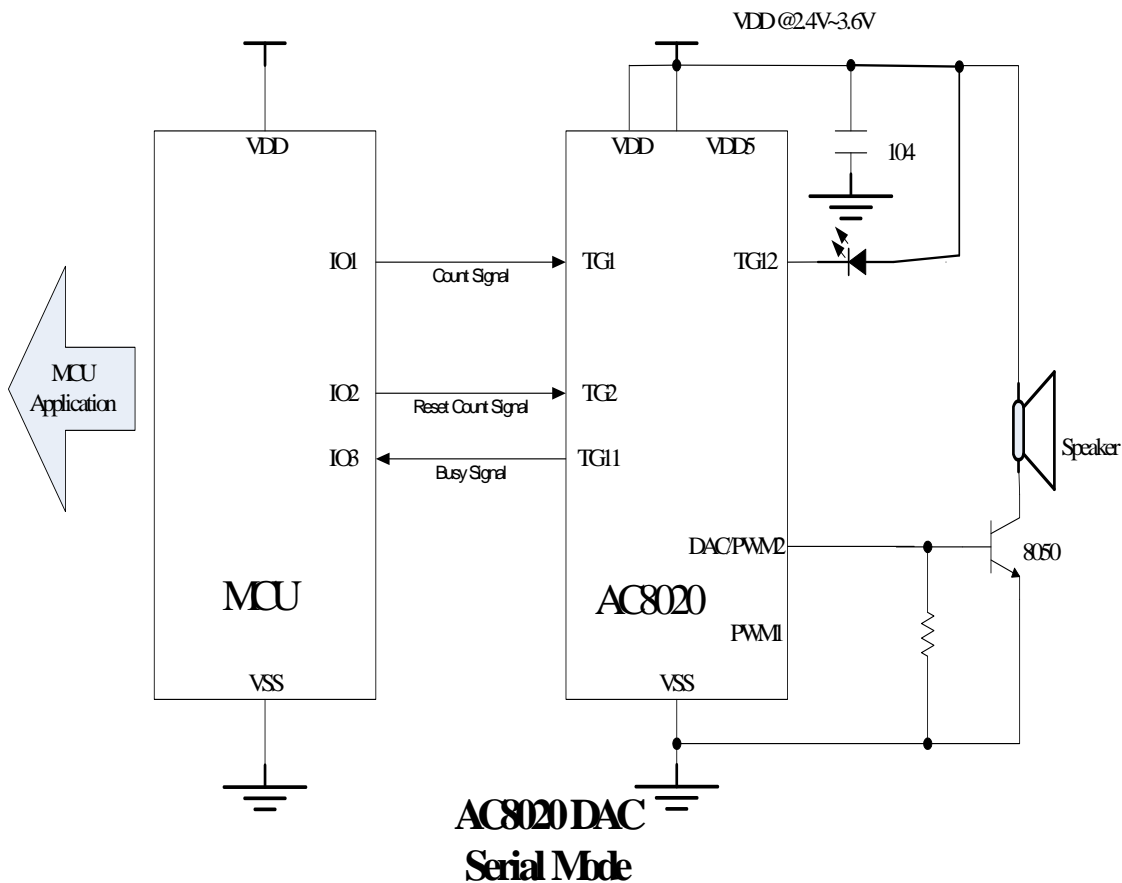 VDD @2.4V~3.6V
VDD
VDD
VDD5
104
IO1
Count Signal
TG1
TG12
MCU
Application
IO2
Reset Count Signal
TG2
IO3
Busy Signal
TG11
Speaker
DAC/PWM2
8050
MCU
AC8020
PWM1
VSS
VSS
AC8020 DAC
Serial Mode